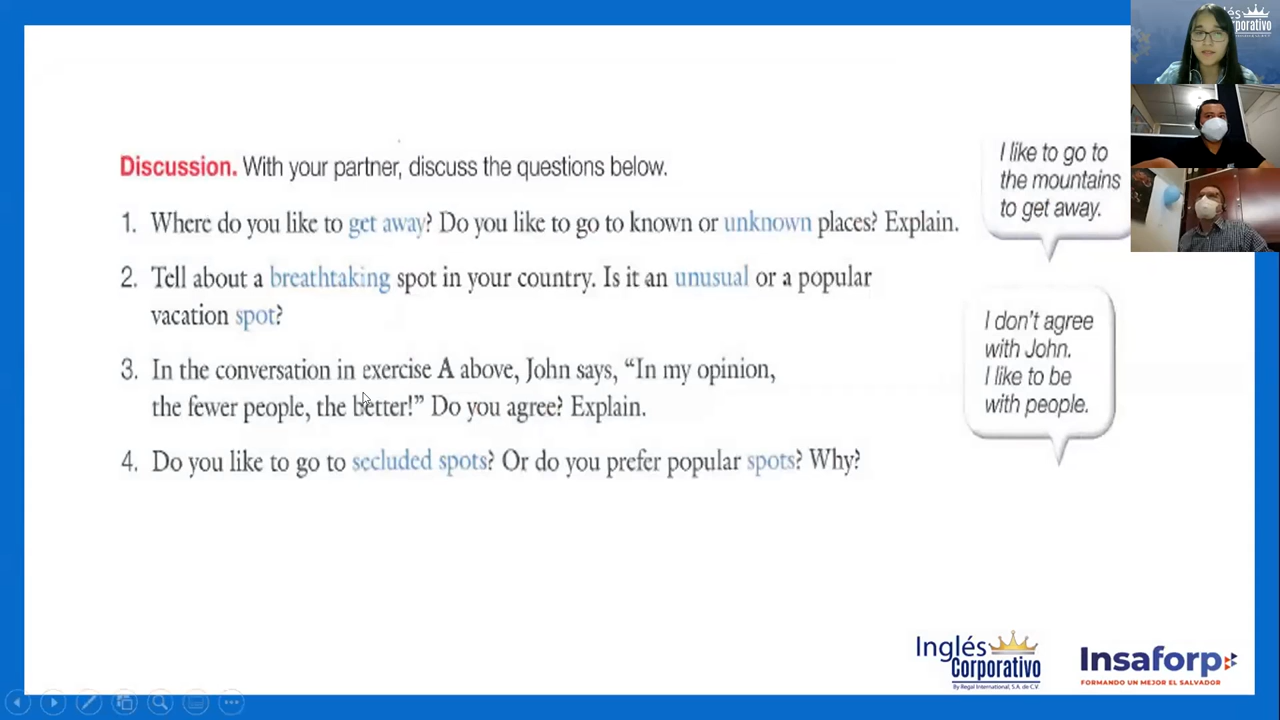 Discussion. With your partner, discuss the questions below.
1. Where do you like to get away? Do you like to go to known or unknown places? Explain.
2. Tell about a breathtaking spot in your country. Is it an unusual or a popular
vacation spot?
3. In the conversation in exercise A above, John says, “In my opinion,
the fewer people, the better!” Do you agree? Explain.
4. Do you like to go to secluded spots? Or do you prefer popular spots? Why?
I like to go to
the mountains
to get away.
I don't agree
with John.
I like to be
with people.
Inglés
Corporativo
By Regal International, S.A. de C.V.
Insaforp
FORMANDO UN MEJOR EL SALVADOR